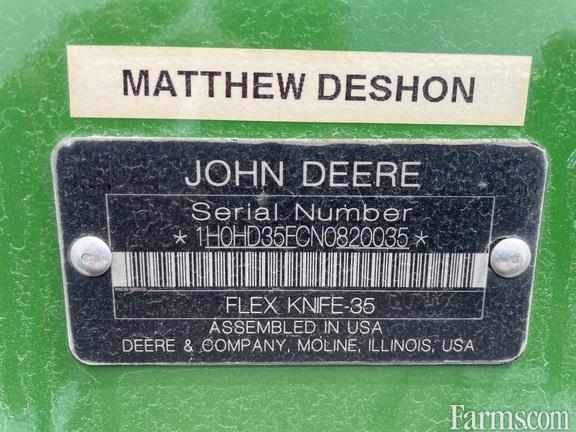 MATTHEW DESHON
JOHN DEERE
Serial Number
*1H0HD35FCN0820035*
FLEX KNIFE-35
ASSEMBLED IN USA
DEERE & COMPANY, MOLINE, ILLINOIS, USA
Farms.com